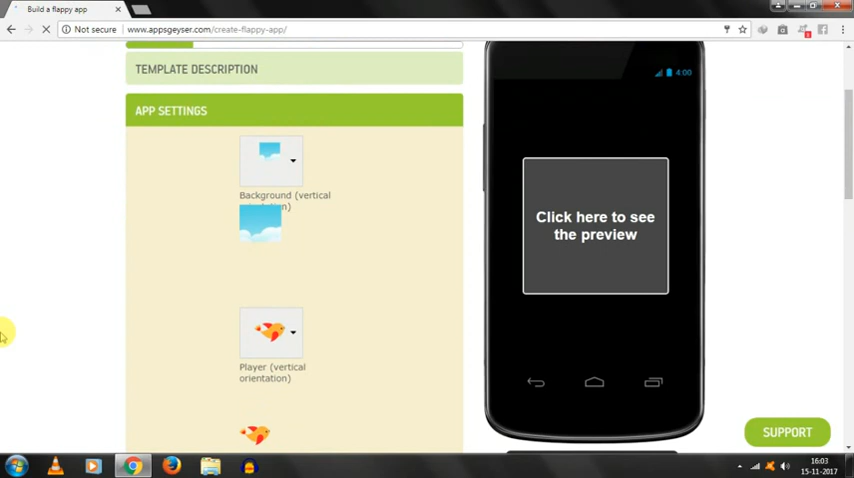 Build a flappy app
Not secure
www.appsgeyser.com/create-flappy-app/
TEMPLATE DESCRIPTION
APP SETTINGS
Background (vertical
Player (vertical
orientation)
4:00
Click here to see
the preview
SUPPORT
16:03
15-11-2017